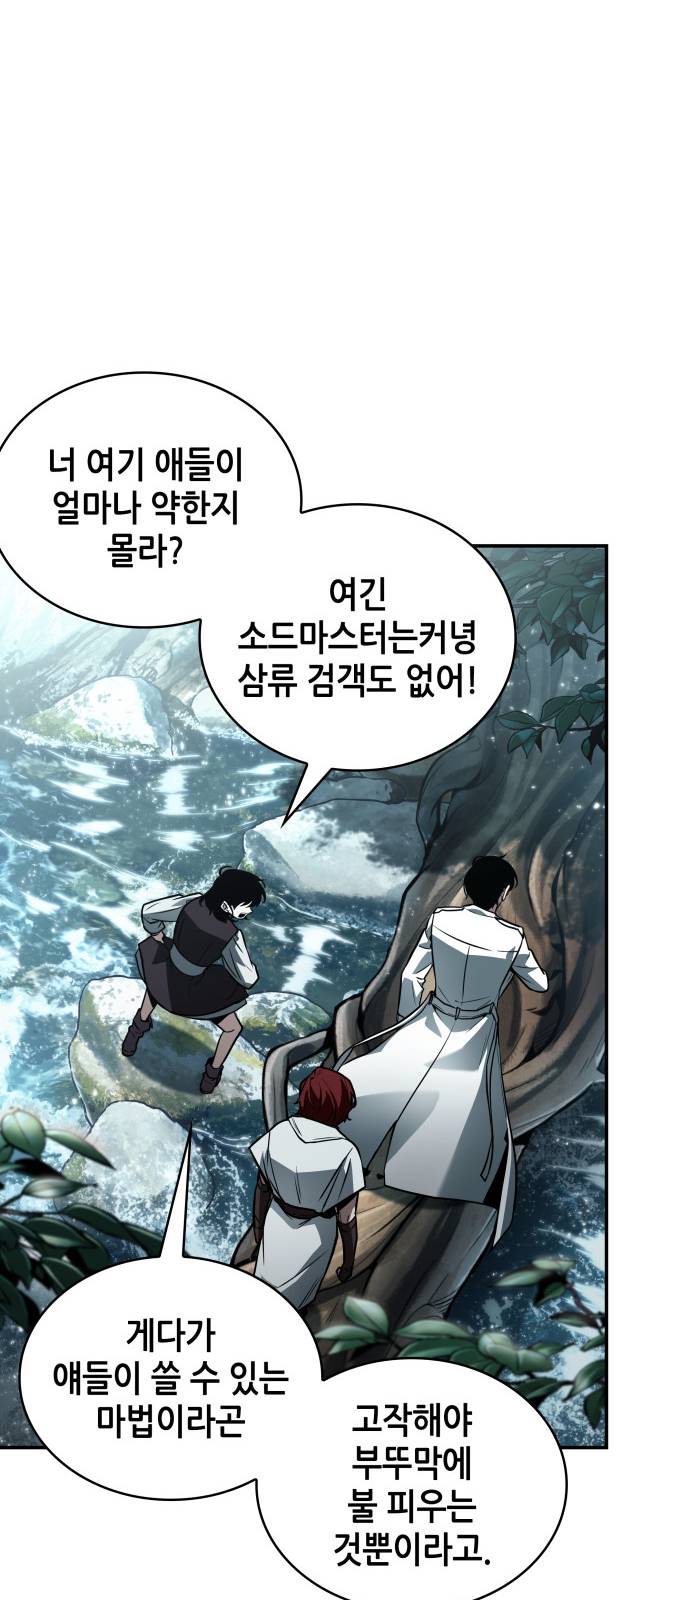 너 여기 애들이
얼마나 약한지
몰라?
여긴
소드마스터는커녕
삼류 검객도 없어!
게다가
얘들이 쓸 수 있는
마법이라곤
고작해야
부뚜막에
불 피우는
것뿐이라고.